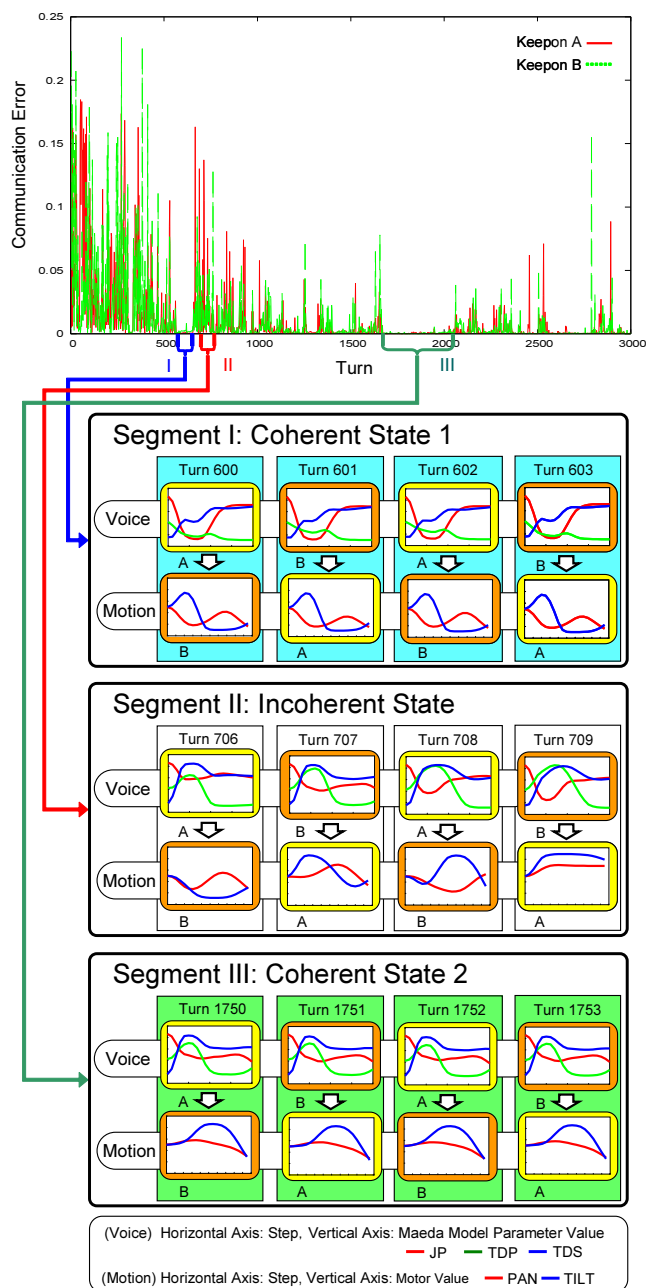 0.25
Keepon A
Keepon B
0.2
0.15
0.1
0.05
0
Communication Error
0 500 1000 1500 2000 2500 3000
I II Turn III
Segment I: Coherent State 1
Turn 600 Turn 601 Turn 602 Turn 603
Voice
A B A B
Motion
B A B A
Segment II: Incoherent State
Turn 706 Turn 707 Turn 708 Turn 709
Voice
A B A B
Motion
B A B A
Segment III: Coherent State 2
Turn 1750 Turn 1751 Turn 1752 Turn 1753
Voice
A B A B
Motion
B A B A
(Voice) Horizontal Axis: Step, Vertical Axis: Maeda Model Parameter Value
JP TDP TDS
(Motion) Horizontal Axis: Step, Vertical Axis: Motor Value PAN TILT